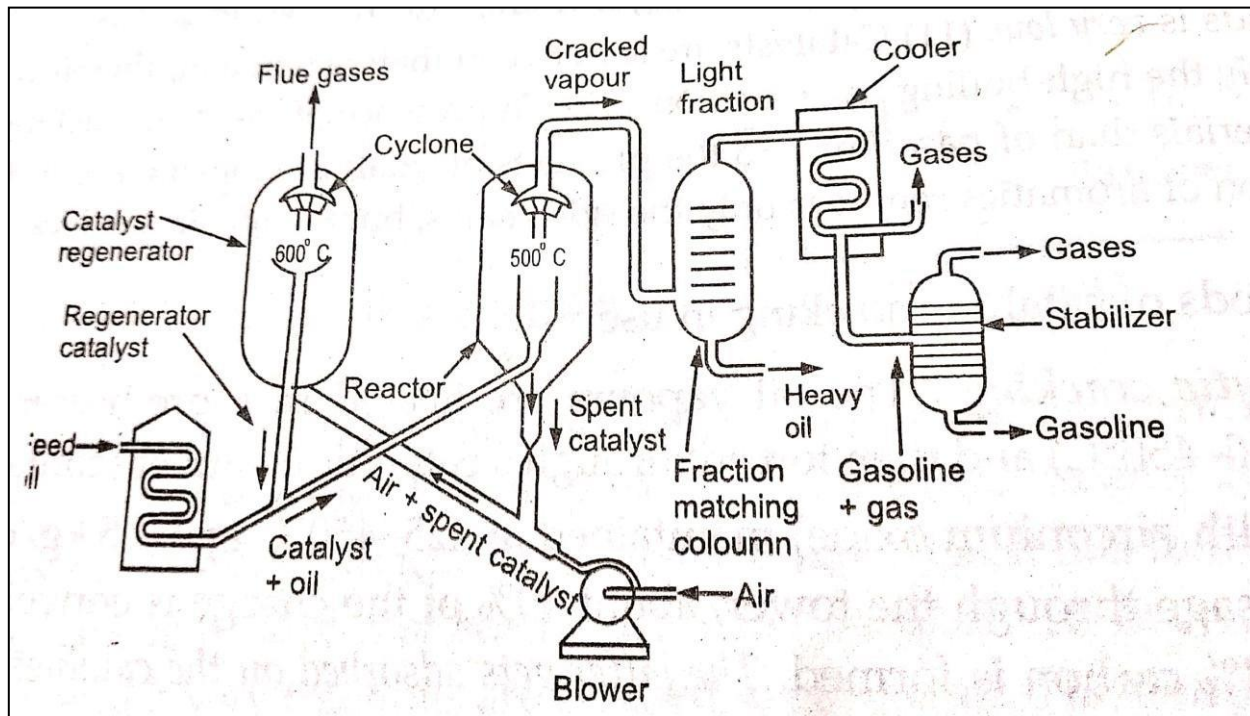 Flue gases
Cracked
vapour
Light
fraction
Cooler
Cyclone
Gases
Catalyst
regenerator
600° C
500° C
Gases
Regenerator
catalyst
Stabilizer
Reactor
Spent
catalyst
Heavy
oil
Gasoline
eed
il
Fraction
matching
coloumn
Gasoline
+ gas
Catalyst
+ oil
Air + spent catalyst
Air
Blower